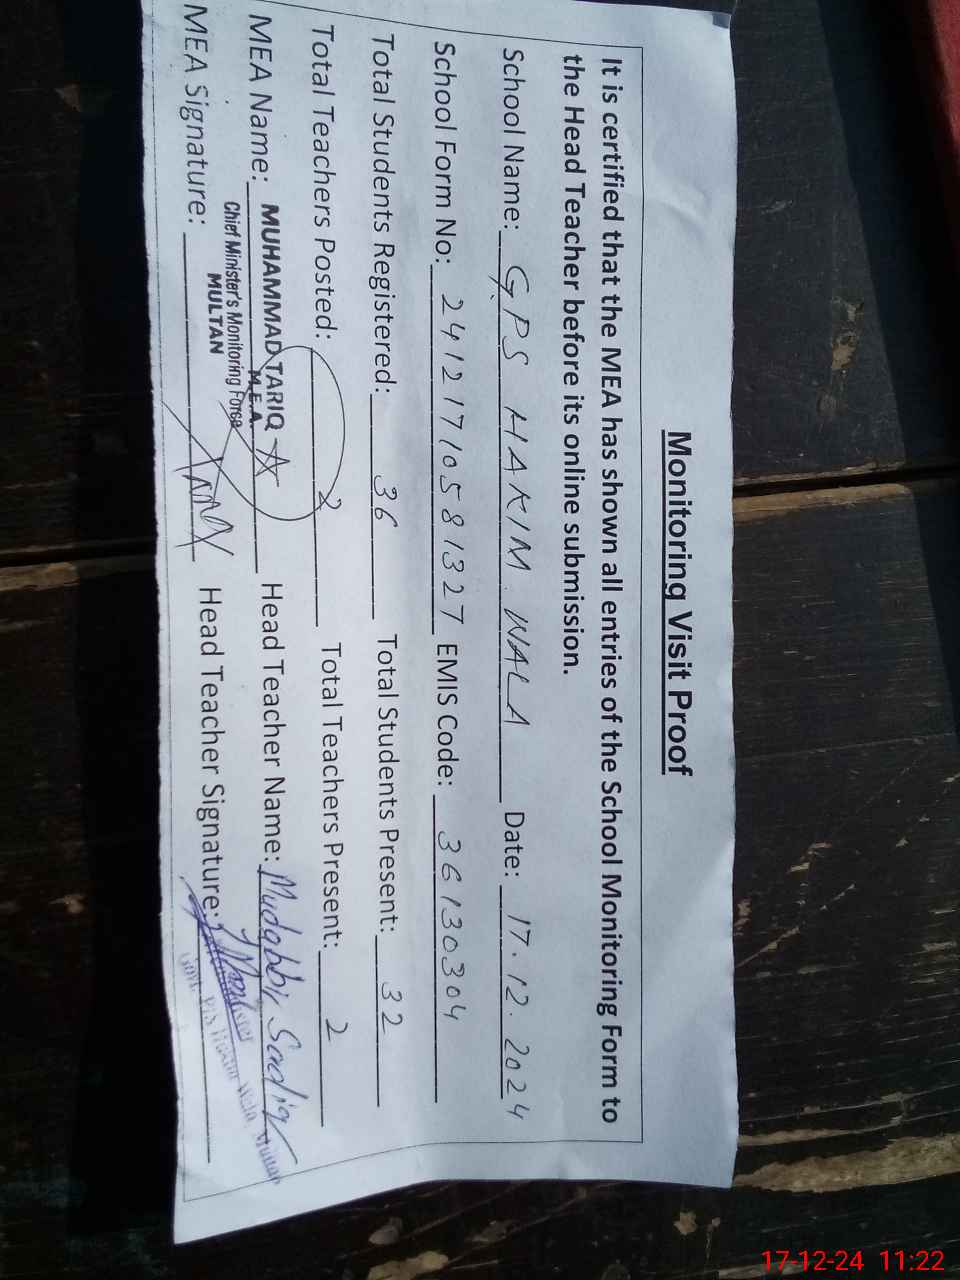 Monitoring Visit Proof
It is certified that the MEA has shown all entries of the School Monitoring Form to
the Head Teacher before its online submission.
School Name: GPS HAKIM WALA Date: 17.12.2024
School Form No: 24121710581327 EMIS Code: 36130304
Total Students Registered: 36 Total Students Present: 32
Total Teachers Posted: 2 Total Teachers Present: 2
MEA Name: MUHAMMAD TARIQ Head Teacher Name: Mudabbir Sadiq
M.E.A
Chief Minister's Monitoring Force
MULTAN
MEA Signature: Head Teacher Signature:
17-12-24 11:22